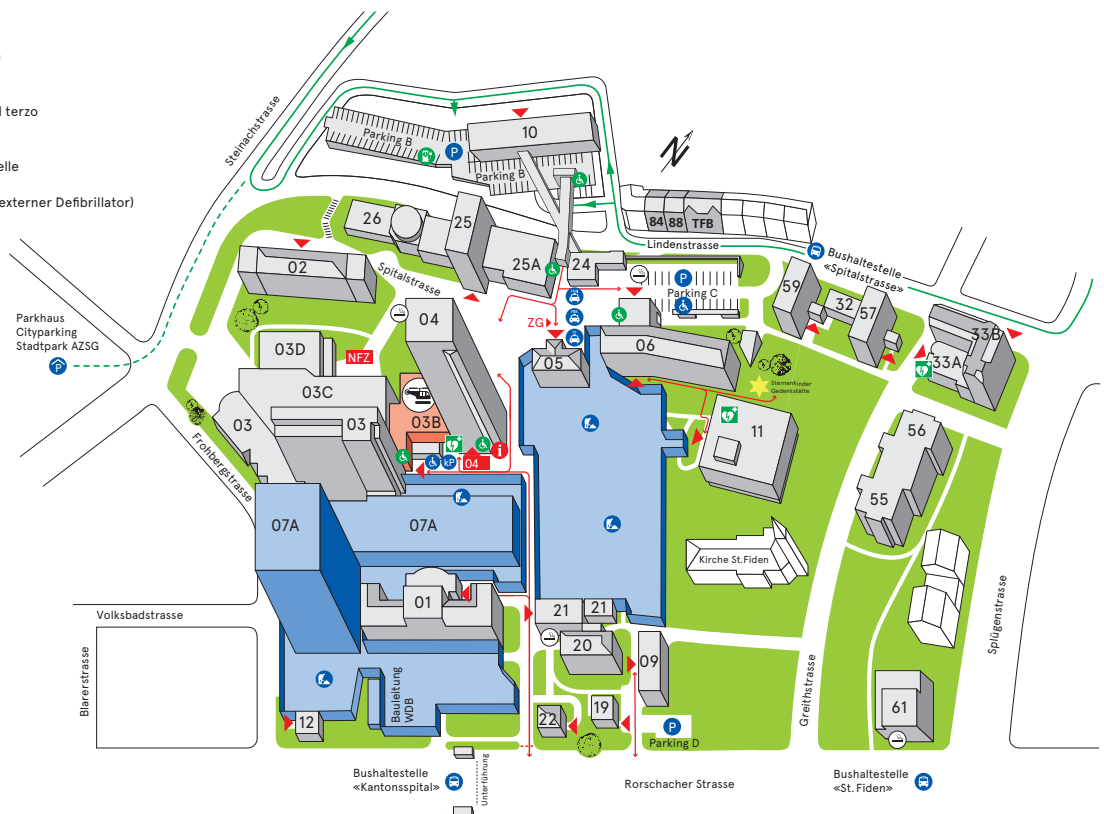 l terzo
elle
externer Defibrillator)
Steinachstrasse
Parking B
P
10
Parking B
N
84 88 TFB
Lindenstrasse
Bushaltestelle
«Spitalstrasse»
26
25
25A
24
02
Spitalstrasse
P
Parking C
59
32
57
33B
33A
Parkhaus
Cityparking
Stadtpark AZSG
P
04
ZG
NFZ
03D
05
06
Sternenkinder
Gedenkstätte
03C
03
03
03B
i
kP
04
11
56
55
Frohbergstrasse
07A
07A
Kirche St.Fiden
01
21
21
20
09
Volksbadstrasse
Blarerstrasse
Bauleitung
WDB
12
22
19
P
Parking D
61
Greithstrasse
Splügenstrasse
Unterführung
Bushaltestelle
«Kantonsspital»
Rorschacher Strasse
Bushaltestelle
«St. Fiden»